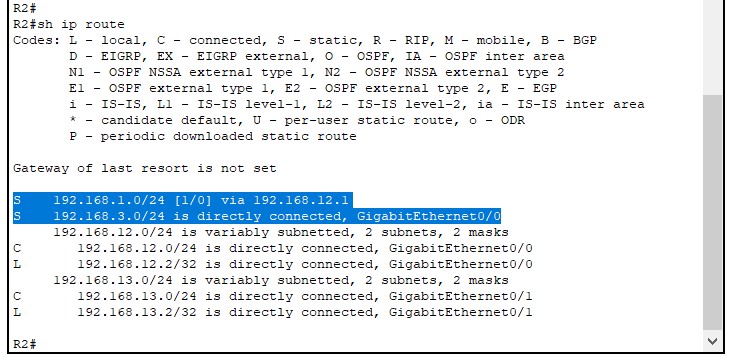 R2#
R2#sh ip route
Codes: L - local, C - connected, S - static, R - RIP, M - mobile, B - BGP
       D - EIGRP, EX - EIGRP external, O - OSPF, IA - OSPF inter area
       N1 - OSPF NSSA external type 1, N2 - OSPF NSSA external type 2
       E1 - OSPF external type 1, E2 - OSPF external type 2, E - EGP
       i - IS-IS, L1 - IS-IS level-1, L2 - IS-IS level-2, ia - IS-IS inter area
       * - candidate default, U - per-user static route, o - ODR
       P - periodic downloaded static route

Gateway of last resort is not set

S    192.168.1.0/24 [1/0] via 192.168.12.1
S    192.168.3.0/24 is directly connected, GigabitEthernet0/0
     192.168.12.0/24 is variably subnetted, 2 subnets, 2 masks
C       192.168.12.0/24 is directly connected, GigabitEthernet0/0
L       192.168.12.2/32 is directly connected, GigabitEthernet0/0
     192.168.13.0/24 is variably subnetted, 2 subnets, 2 masks
C       192.168.13.0/24 is directly connected, GigabitEthernet0/1
L       192.168.13.2/32 is directly connected, GigabitEthernet0/1

R2#